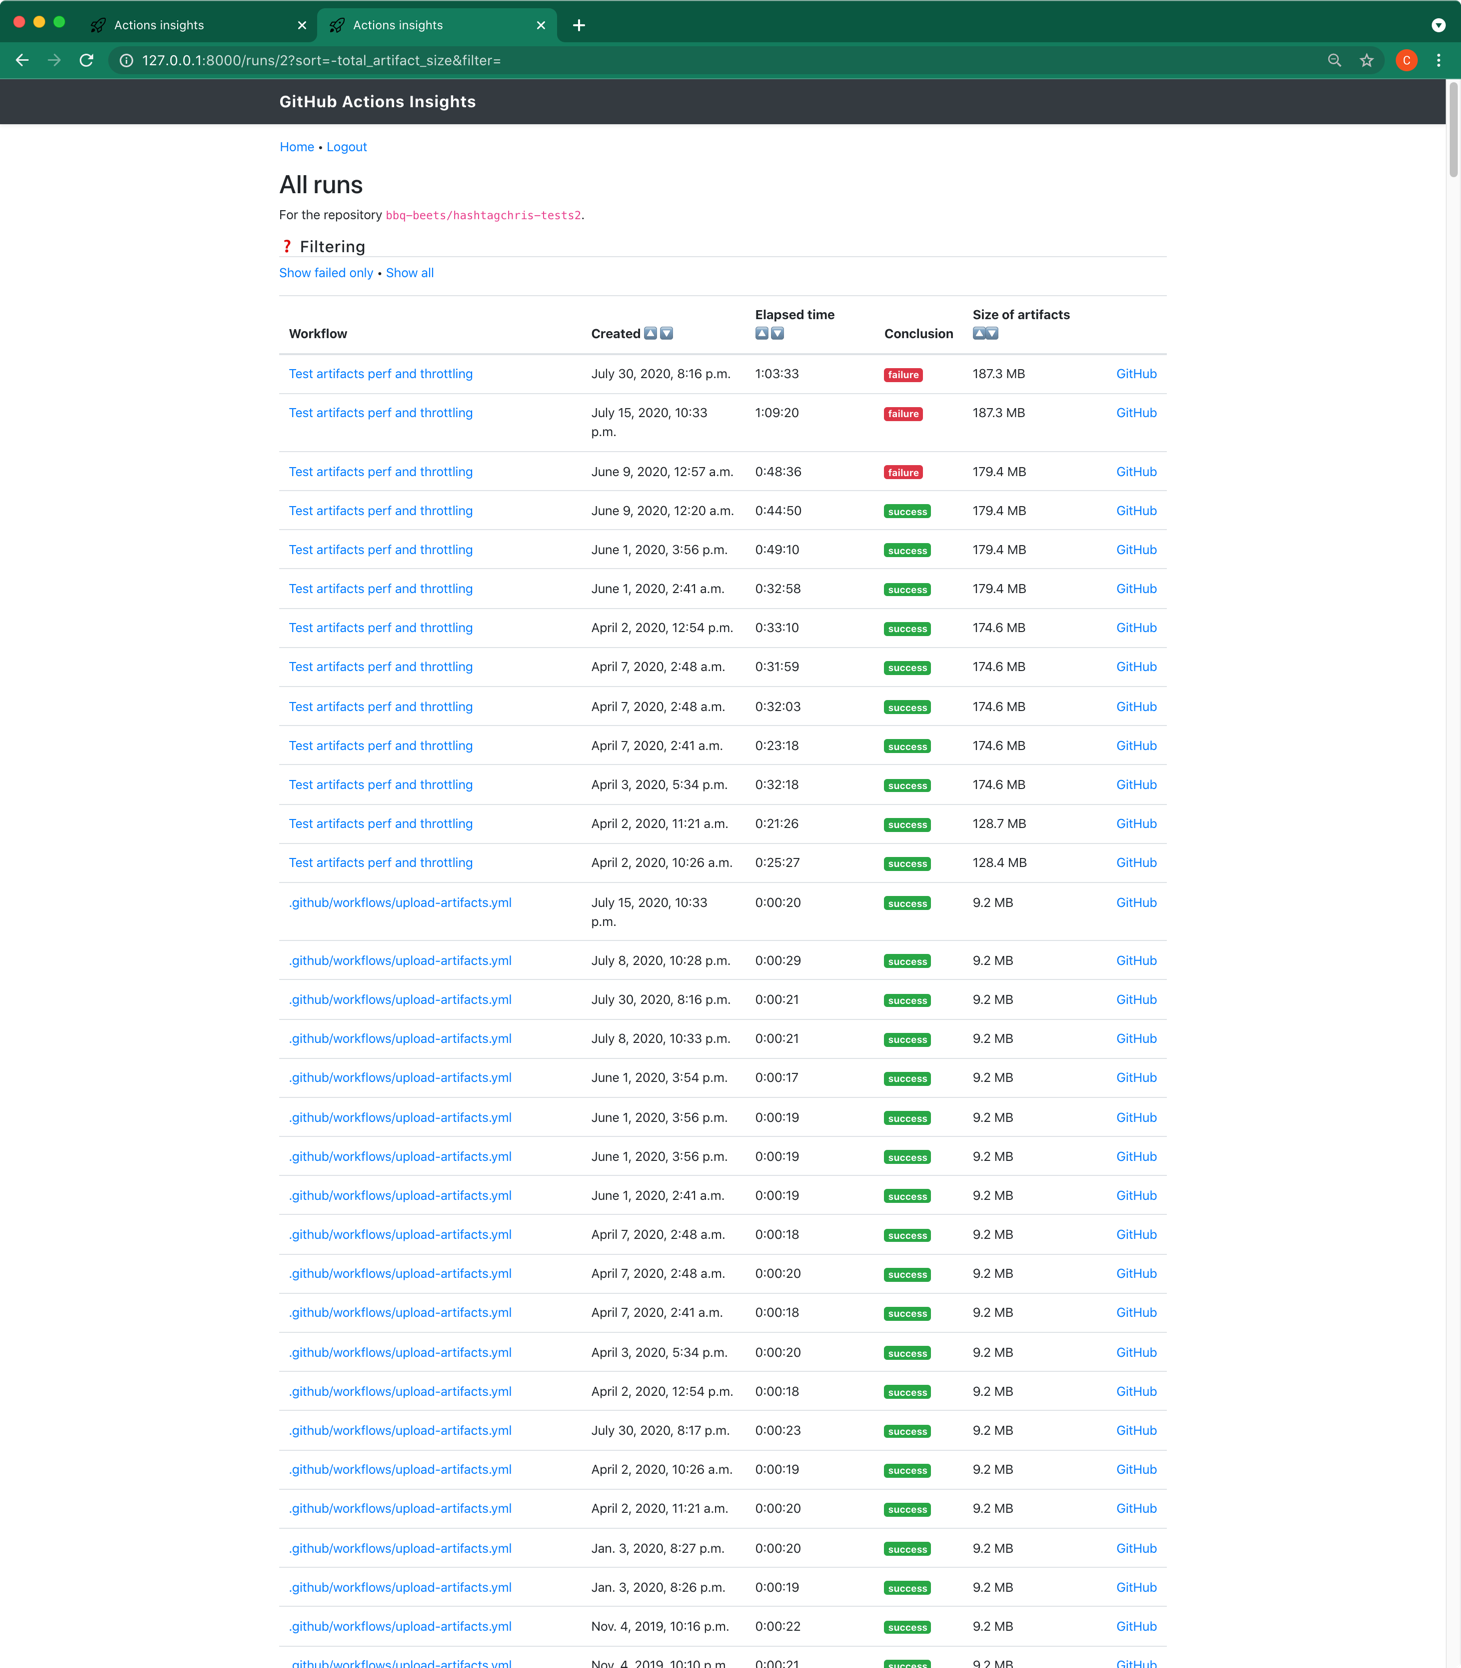 Actions insights
Actions insights
127.0.0.1:8000/runs/2?sort=-total_artifact_size&filter=
C
GitHub Actions Insights
Home • Logout
All runs
For the repository bbq-beets/hashtagchris-tests2.
❓ Filtering
Show failed only • Show all
Workflow Created 🔼 🔽 Elapsed time 🔼 🔽 Conclusion Size of artifacts 🔼🔽
Test artifacts perf and throttling July 30, 2020, 8:16 p.m. 1:03:33 failure 187.3 MB GitHub
Test artifacts perf and throttling July 15, 2020, 10:33 p.m. 1:09:20 failure 187.3 MB GitHub
Test artifacts perf and throttling June 9, 2020, 12:57 a.m. 0:48:36 failure 179.4 MB GitHub
Test artifacts perf and throttling June 9, 2020, 12:20 a.m. 0:44:50 success 179.4 MB GitHub
Test artifacts perf and throttling June 1, 2020, 3:56 p.m. 0:49:10 success 179.4 MB GitHub
Test artifacts perf and throttling June 1, 2020, 2:41 a.m. 0:32:58 success 179.4 MB GitHub
Test artifacts perf and throttling April 2, 2020, 12:54 p.m. 0:33:10 success 174.6 MB GitHub
Test artifacts perf and throttling April 7, 2020, 2:48 a.m. 0:31:59 success 174.6 MB GitHub
Test artifacts perf and throttling April 7, 2020, 2:48 a.m. 0:32:03 success 174.6 MB GitHub
Test artifacts perf and throttling April 7, 2020, 2:41 a.m. 0:23:18 success 174.6 MB GitHub
Test artifacts perf and throttling April 3, 2020, 5:34 p.m. 0:32:18 success 174.6 MB GitHub
Test artifacts perf and throttling April 2, 2020, 11:21 a.m. 0:21:26 success 128.7 MB GitHub
Test artifacts perf and throttling April 2, 2020, 10:26 a.m. 0:25:27 success 128.4 MB GitHub
.github/workflows/upload-artifacts.yml July 15, 2020, 10:33 p.m. 0:00:20 success 9.2 MB GitHub
.github/workflows/upload-artifacts.yml July 8, 2020, 10:28 p.m. 0:00:29 success 9.2 MB GitHub
.github/workflows/upload-artifacts.yml July 30, 2020, 8:16 p.m. 0:00:21 success 9.2 MB GitHub
.github/workflows/upload-artifacts.yml July 8, 2020, 10:33 p.m. 0:00:21 success 9.2 MB GitHub
.github/workflows/upload-artifacts.yml June 1, 2020, 3:54 p.m. 0:00:17 success 9.2 MB GitHub
.github/workflows/upload-artifacts.yml June 1, 2020, 3:56 p.m. 0:00:19 success 9.2 MB GitHub
.github/workflows/upload-artifacts.yml June 1, 2020, 3:56 p.m. 0:00:19 success 9.2 MB GitHub
.github/workflows/upload-artifacts.yml June 1, 2020, 2:41 a.m. 0:00:19 success 9.2 MB GitHub
.github/workflows/upload-artifacts.yml April 7, 2020, 2:48 a.m. 0:00:18 success 9.2 MB GitHub
.github/workflows/upload-artifacts.yml April 7, 2020, 2:48 a.m. 0:00:20 success 9.2 MB GitHub
.github/workflows/upload-artifacts.yml April 7, 2020, 2:41 a.m. 0:00:18 success 9.2 MB GitHub
.github/workflows/upload-artifacts.yml April 3, 2020, 5:34 p.m. 0:00:20 success 9.2 MB GitHub
.github/workflows/upload-artifacts.yml April 2, 2020, 12:54 p.m. 0:00:18 success 9.2 MB GitHub
.github/workflows/upload-artifacts.yml July 30, 2020, 8:17 p.m. 0:00:23 success 9.2 MB GitHub
.github/workflows/upload-artifacts.yml April 2, 2020, 10:26 a.m. 0:00:19 success 9.2 MB GitHub
.github/workflows/upload-artifacts.yml April 2, 2020, 11:21 a.m. 0:00:20 success 9.2 MB GitHub
.github/workflows/upload-artifacts.yml Jan. 3, 2020, 8:27 p.m. 0:00:20 success 9.2 MB GitHub
.github/workflows/upload-artifacts.yml Jan. 3, 2020, 8:26 p.m. 0:00:19 success 9.2 MB GitHub
.github/workflows/upload-artifacts.yml Nov. 4, 2019, 10:16 p.m. 0:00:22 success 9.2 MB GitHub
.github/workflows/upload-artifacts.yml Nov. 4, 2019, 10:10 p.m. 0:00:21 success 9.2 MB GitHub